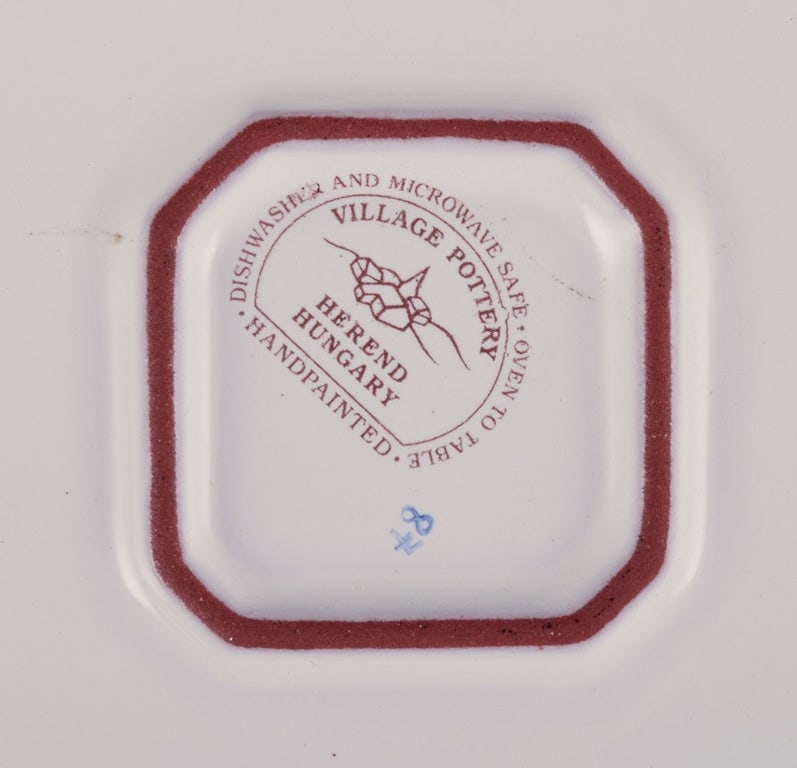 · DISHWASHER AND MICROWAVE SAFE · OVEN TO TABLE · HANDPAINTED
VILLAGE POTTERY
HEREND
HUNGARY